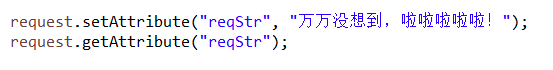 request.setAttribute("reqStr", "万万没想到，啦啦啦啦啦！");
request.getAttribute("reqStr");